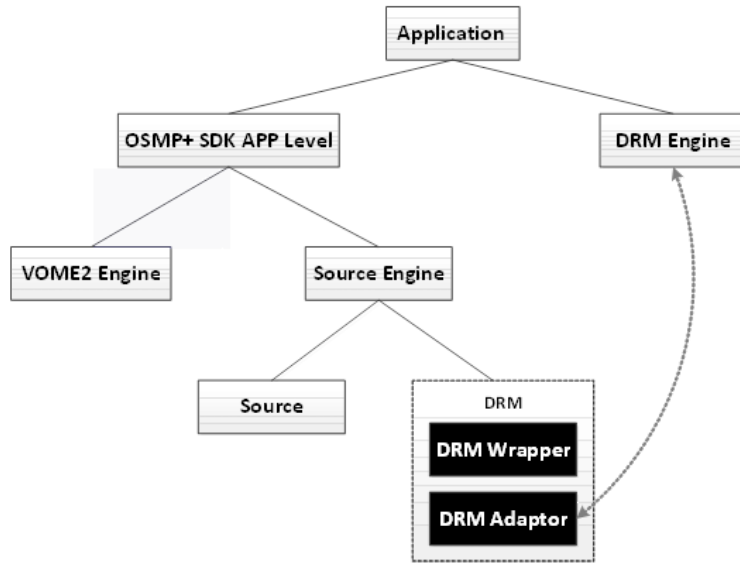 Application
OSMP+ SDK APP Level
DRM Engine
VOME2 Engine
Source Engine
Source
DRM
DRM Wrapper
DRM Adaptor